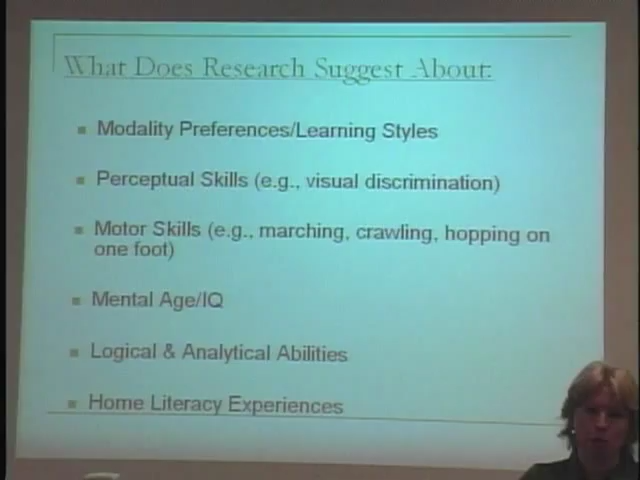 What Does Research Suggest About:
Modality Preferences/Learning Styles
Perceptual Skills (e.g., visual discrimination)
Motor Skills (e.g., marching, crawling, hopping on
one foot)
Mental Age/IQ
Logical & Analytical Abilities
Home Literacy Experiences